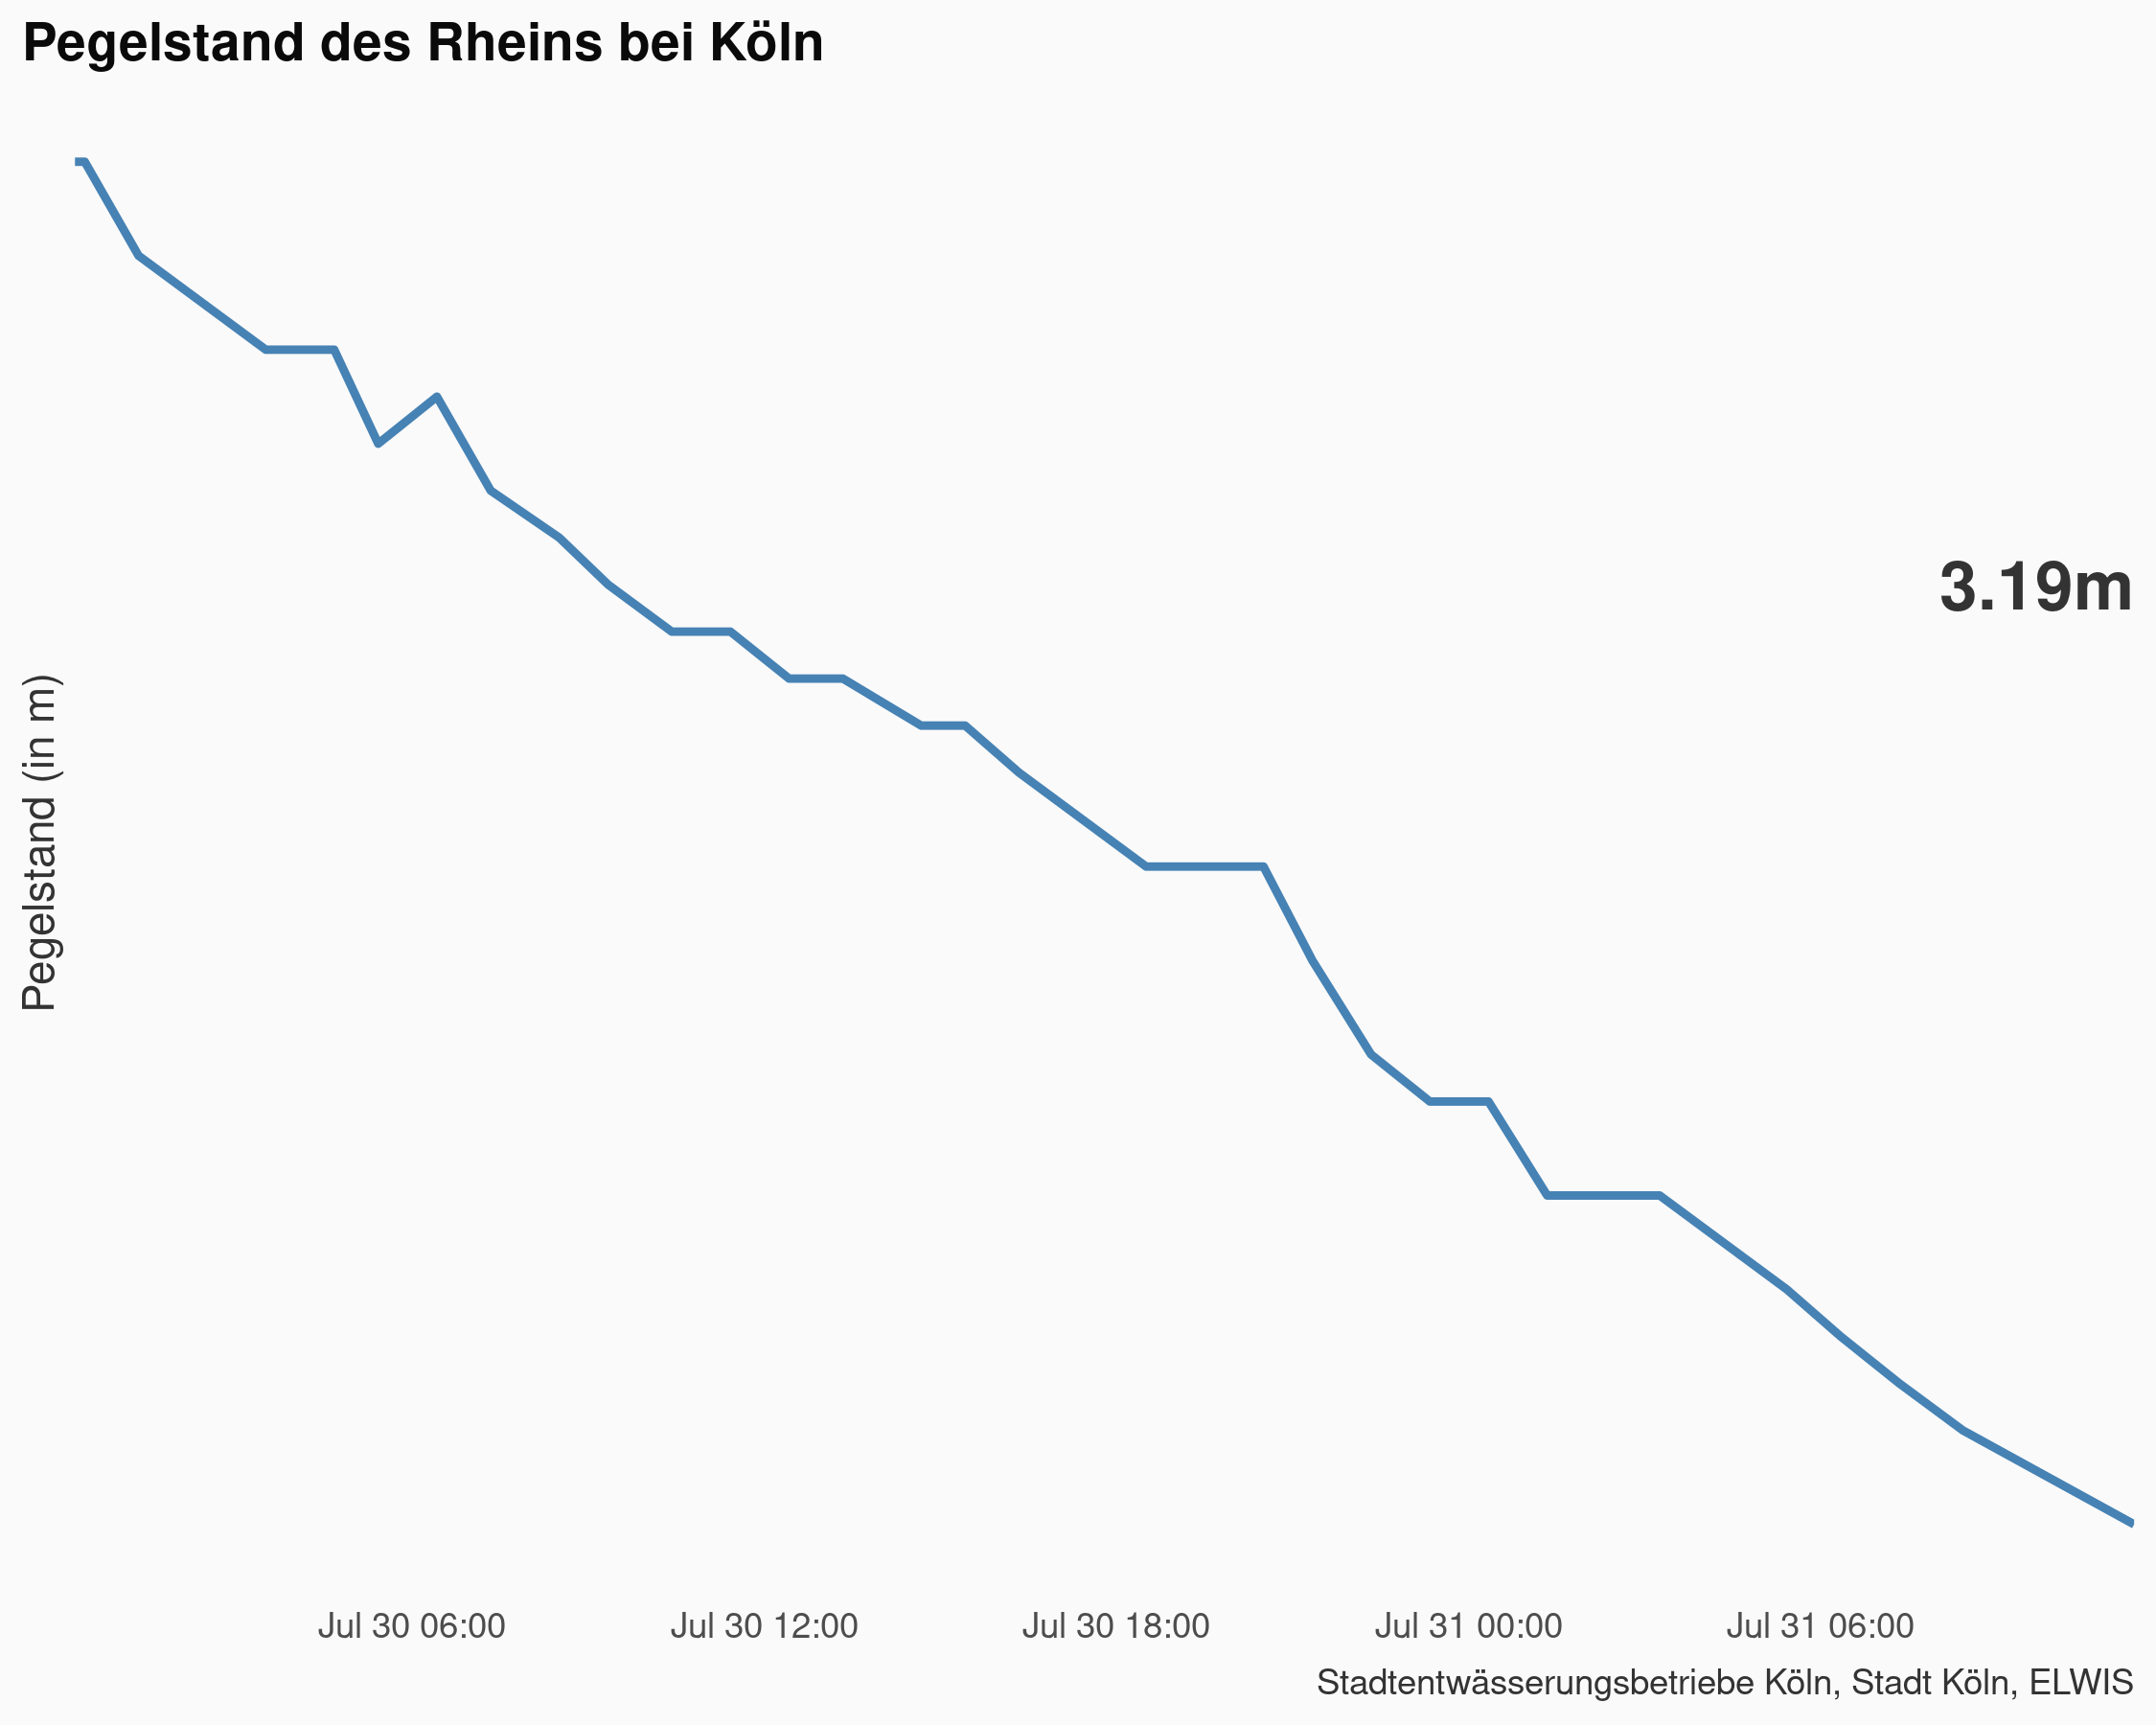 Pegelstand des Rheins bei Köln
3.19m
Pegelstand (in m)
Jul 30 06:00
Jul 30 12:00
Jul 30 18:00
Jul 31 00:00
Jul 31 06:00
Stadtentwässerungsbetriebe Köln, Stadt Köln, ELWIS